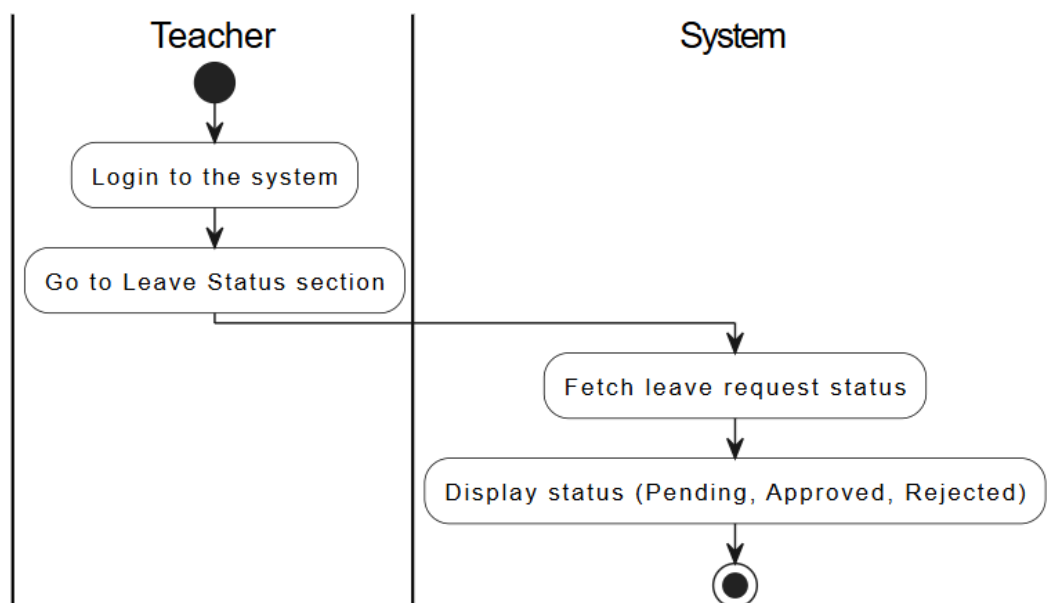 Teacher
System
Login to the system
Go to Leave Status section
Fetch leave request status
Display status (Pending, Approved, Rejected)